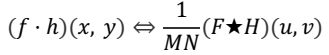 (f · h)(x, y) ⇔ 1/MN (F★H)(u, v)